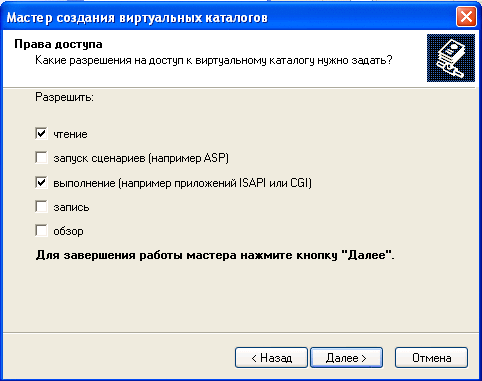 Мастер создания виртуальных каталогов
Права доступа
Какие разрешения на доступ к виртуальному каталогу нужно задать?
Разрешить:
чтение
запуск сценариев (например ASP)
выполнение (например приложений ISAPI или CGI)
запись
обзор
Для завершения работы мастера нажмите кнопку "Далее".
< Назад
Далее >
Отмена